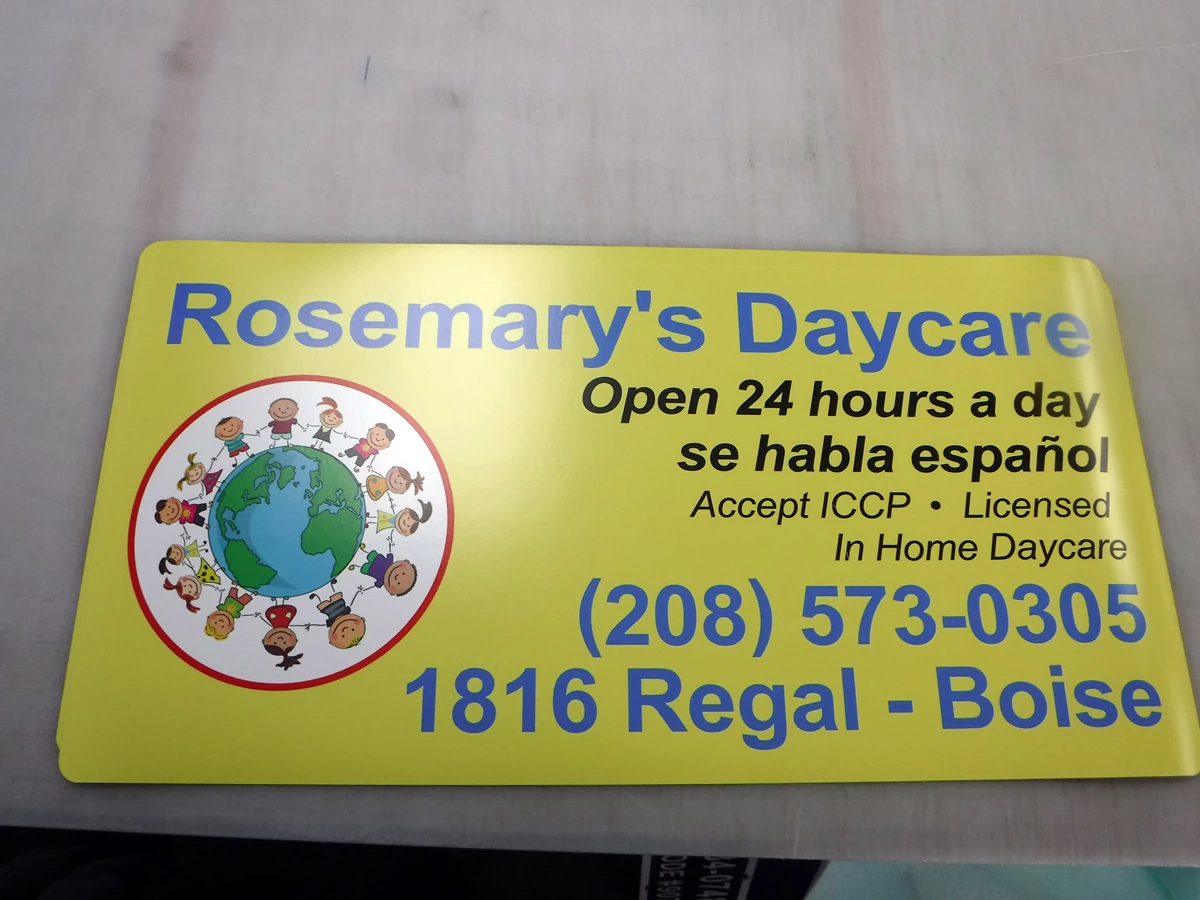 Rosemary's Daycare
Open 24 hours a day
se habla español
Accept ICCP • Licensed
In Home Daycare
(208) 573-0305
1816 Regal - Boise